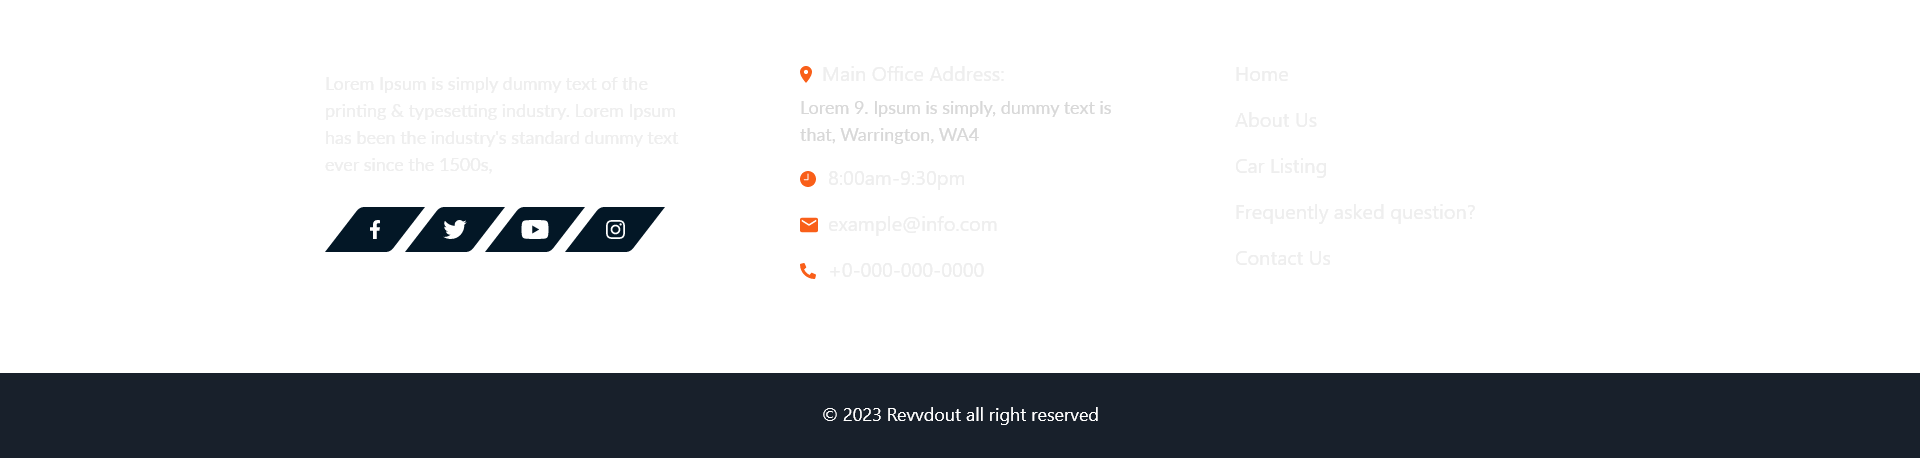 Lorem Ipsum is simply dummy text of the
printing & typesetting industry. Lorem Ipsum
has been the industry's standard dummy text
ever since the 1500s,
Main Office Address:
Lorem 9. Ipsum is simply, dummy text is
that, Warrington, WA4
8:00am-9:30pm
example@info.com
+0-000-000-0000
Home
About Us
Car Listing
Frequently asked question?
Contact Us
© 2023 Revvdout all right reserved